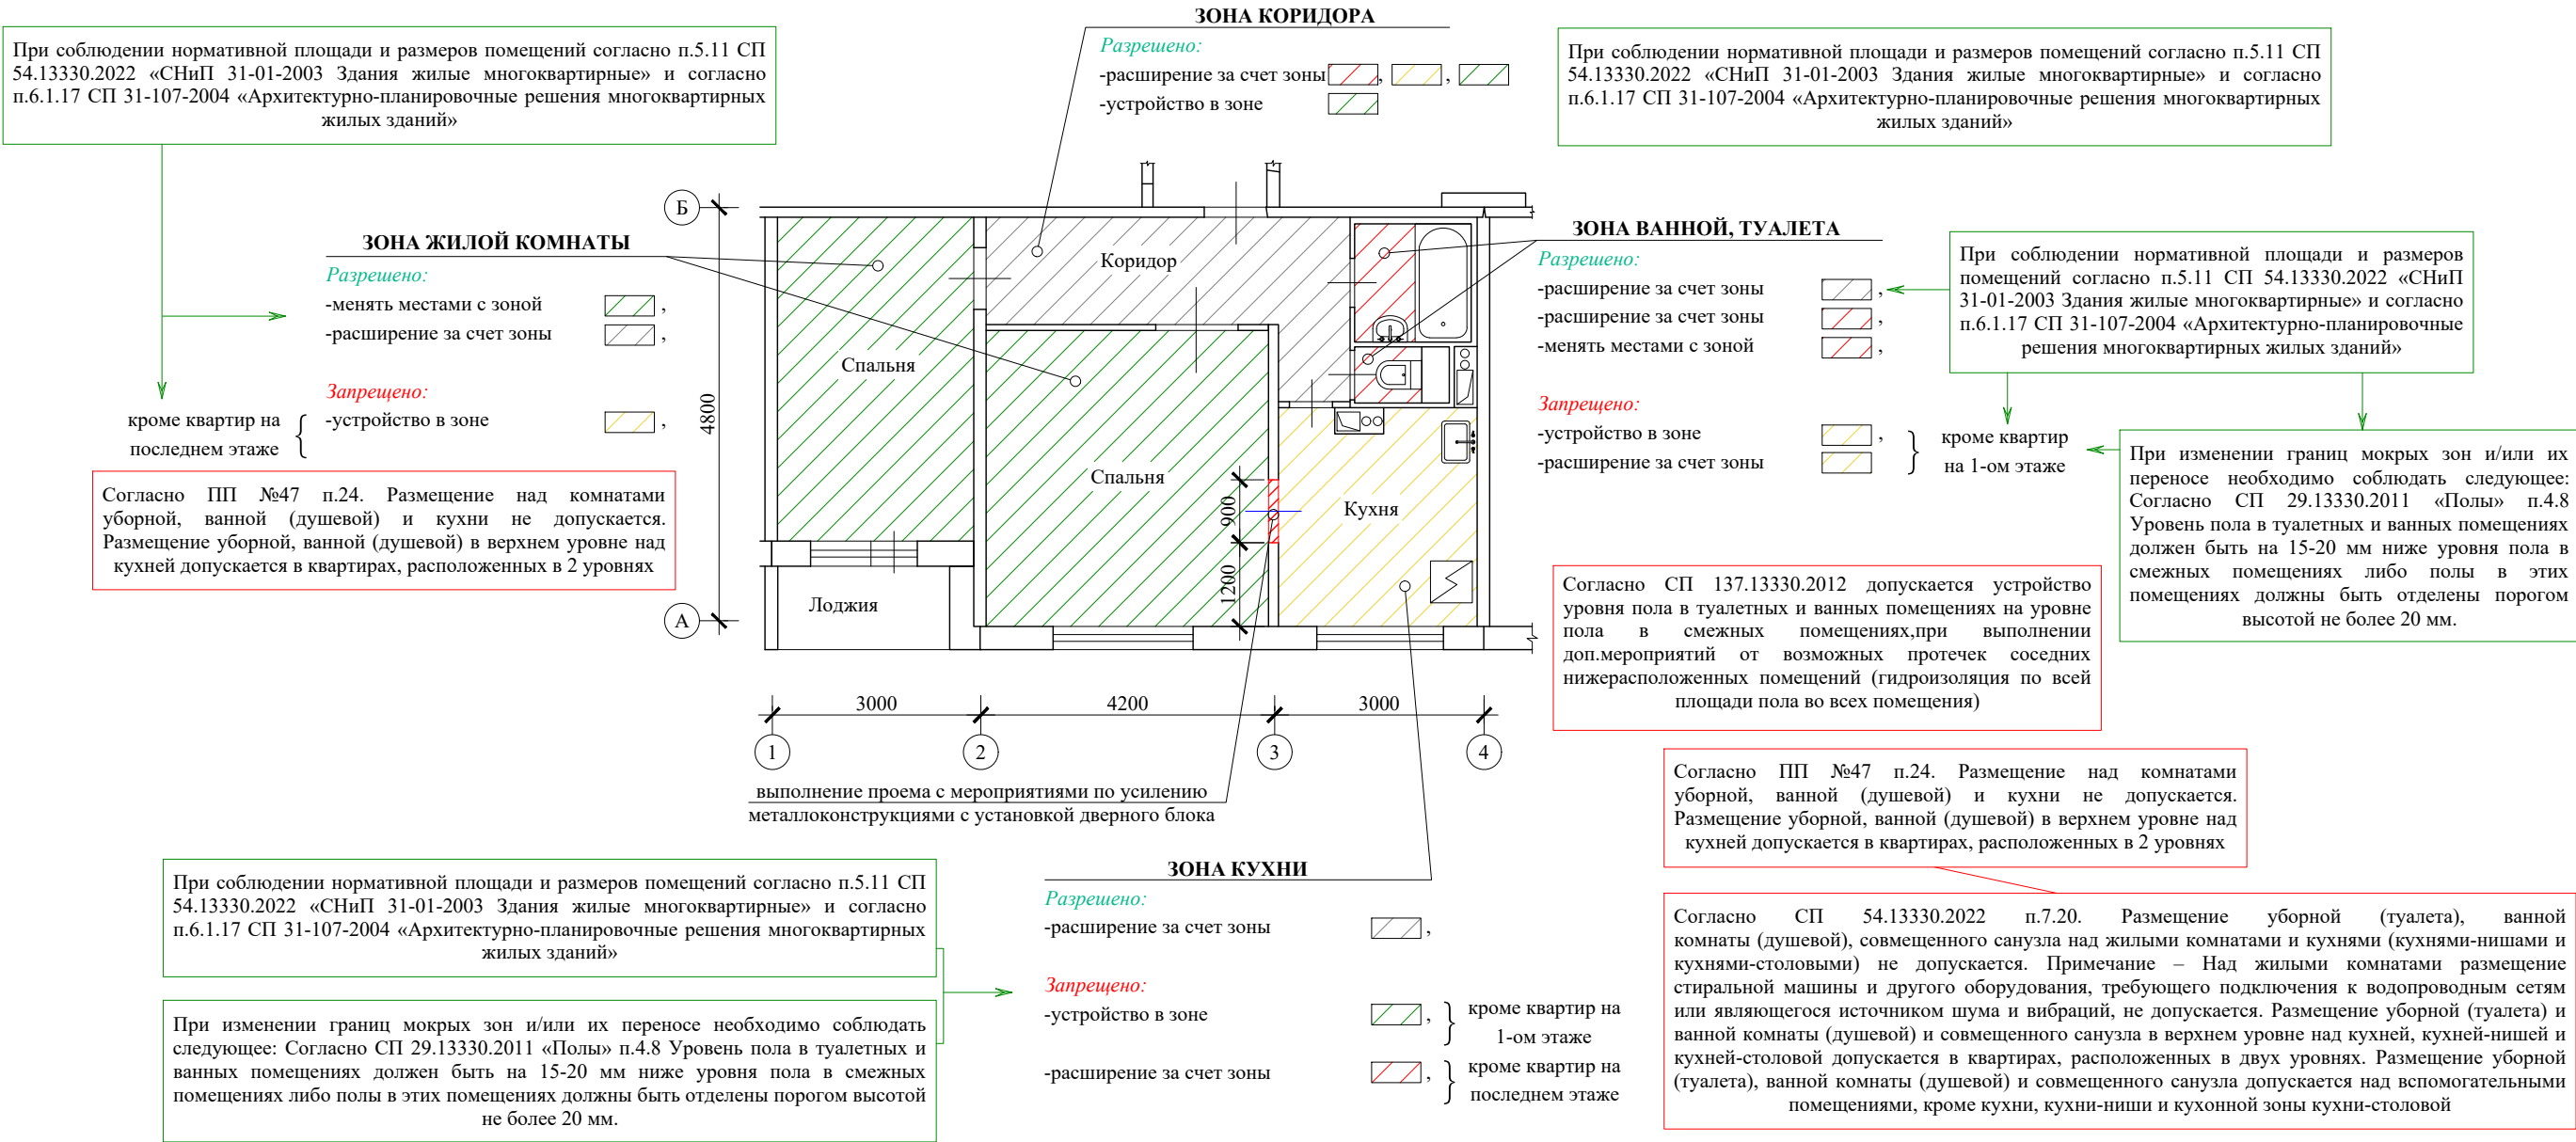 ЗОНА КОРИДОРА
Разрешено:
-расширение за счет зоны , ,
-устройство в зоне
При соблюдении нормативной площади и размеров помещений согласно п.5.11 СП
54.13330.2022 «СНиП 31-01-2003 Здания жилые многоквартирные» и согласно
п.6.1.17 СП 31-107-2004 «Архитектурно-планировочные решения многоквартирных
жилых зданий»
При соблюдении нормативной площади и размеров помещений согласно п.5.11 СП
54.13330.2022 «СНиП 31-01-2003 Здания жилые многоквартирные» и согласно
п.6.1.17 СП 31-107-2004 «Архитектурно-планировочные решения многоквартирных
жилых зданий»
ЗОНА ЖИЛОЙ КОМНАТЫ
Разрешено:
-менять местами с зоной ,
-расширение за счет зоны ,
Запрещено:
-устройство в зоне ,
кроме квартир на
последнем этаже
Согласно ПП №47 п.24. Размещение над комнатами
уборной, ванной (душевой) и кухни не допускается.
Размещение уборной, ванной (душевой) в верхнем уровне над
кухней допускается в квартирах, расположенных в 2 уровнях
Б
А
4800
Коридор
Спальня
Спальня
Кухня
Лоджия
900
1200
3000
4200
3000
1
2
3
4
выполнение проема с мероприятиями по усилению
металлоконструкциями с установкой дверного блока
ЗОНА ВАННОЙ, ТУАЛЕТА
Разрешено:
-расширение за счет зоны ,
-расширение за счет зоны ,
-менять местами с зоной ,
Запрещено:
-устройство в зоне ,
-расширение за счет зоны
кроме квартир
на 1-ом этаже
При соблюдении нормативной площади и размеров
помещений согласно п.5.11 СП 54.13330.2022 «СНиП
31-01-2003 Здания жилые многоквартирные» и согласно
п.6.1.17 СП 31-107-2004 «Архитектурно-планировочные
решения многоквартирных жилых зданий»
При изменении границ мокрых зон и/или их
переносе необходимо соблюдать следующее:
Согласно СП 29.13330.2011 «Полы» п.4.8
Уровень пола в туалетных и ванных помещениях
должен быть на 15-20 мм ниже уровня пола в
смежных помещениях либо полы в этих
помещениях должны быть отделены порогом
высотой не более 20 мм.
Согласно СП 137.13330.2012 допускается устройство
уровня пола в туалетных и ванных помещениях на уровне
пола в смежных помещениях,при выполнении
доп.мероприятий от возможных протечек соседних
нижерасположенных помещений (гидроизоляция по всей
площади пола во всех помещения)
Согласно ПП №47 п.24. Размещение над комнатами
уборной, ванной (душевой) и кухни не допускается.
Размещение уборной, ванной (душевой) в верхнем уровне над
кухней допускается в квартирах, расположенных в 2 уровнях
Согласно СП 54.13330.2022 п.7.20. Размещение уборной (туалета), ванной
комнаты (душевой), совмещенного санузла над жилыми комнатами и кухнями (кухнями-нишами и
кухнями-столовыми) не допускается. Примечание – Над жилыми комнатами размещение
стиральной машины и другого оборудования, требующего подключения к водопроводным сетям
или являющегося источником шума и вибраций, не допускается. Размещение уборной (туалета) и
ванной комнаты (душевой) и совмещенного санузла в верхнем уровне над кухней, кухней-нишей и
кухней-столовой допускается в квартирах, расположенных в двух уровнях. Размещение уборной
(туалета), ванной комнаты (душевой) и совмещенного санузла допускается над вспомогательными
помещениями, кроме кухни, кухни-ниши и кухонной зоны кухни-столовой
При соблюдении нормативной площади и размеров помещений согласно п.5.11 СП
54.13330.2022 «СНиП 31-01-2003 Здания жилые многоквартирные» и согласно
п.6.1.17 СП 31-107-2004 «Архитектурно-планировочные решения многоквартирных
жилых зданий»
При изменении границ мокрых зон и/или их переносе необходимо соблюдать
следующее: Согласно СП 29.13330.2011 «Полы» п.4.8 Уровень пола в туалетных и
ванных помещениях должен быть на 15-20 мм ниже уровня пола в смежных
помещениях либо полы в этих помещениях должны быть отделены порогом высотой
не более 20 мм.
ЗОНА КУХНИ
Разрешено:
-расширение за счет зоны ,
Запрещено:
-устройство в зоне ,
кроме квартир на
1-ом этаже
-расширение за счет зоны ,
кроме квартир на
последнем этаже